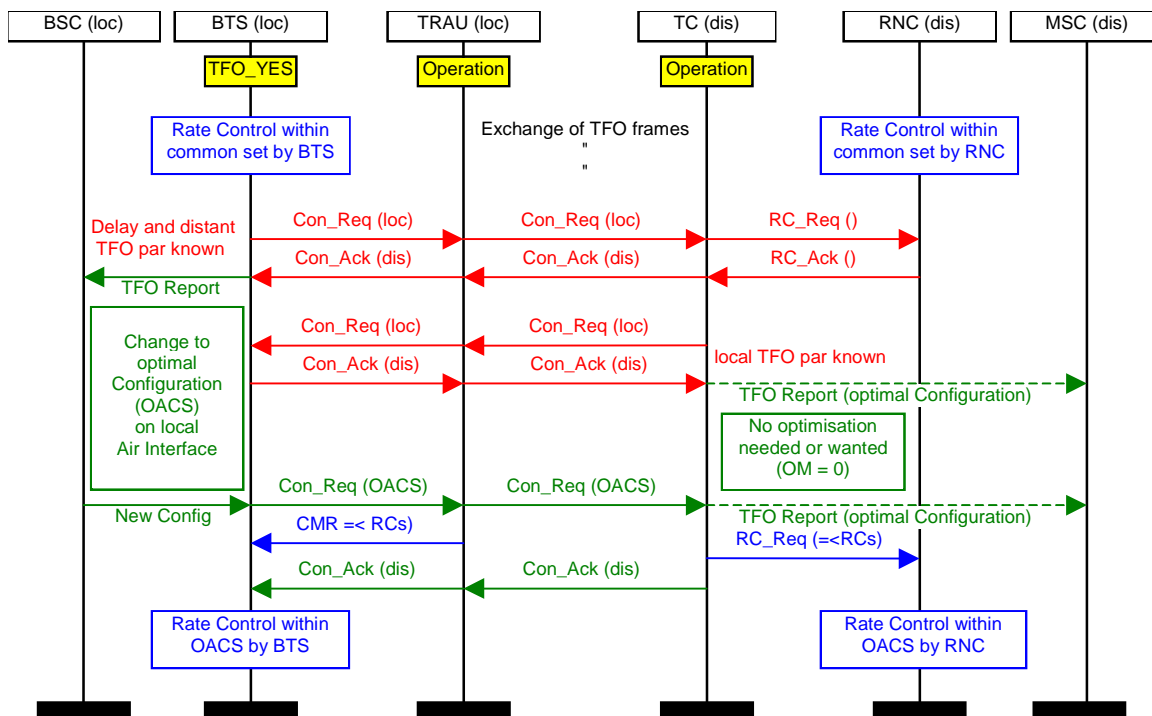 BSC (loc) BTS (loc) TRAU (loc) TC (dis) RNC (dis) MSC (dis)
TFO_YES Operation Operation
Rate Control within
common set by BTS
Exchange of TFO frames
"
"
Rate Control within
common set by RNC
Delay and distant
TFO par known
Con_Req (loc) Con_Req (loc) RC_Req ()
Con_Ack (dis) Con_Ack (dis) RC_Ack ()
TFO Report
Con_Req (loc) Con_Req (loc)
Change to
optimal
Configuration
(OACS)
on local
Air Interface
Con_Ack (dis) Con_Ack (dis)
local TFO par known
TFO Report (optimal Configuration)
No optimisation
needed or wanted
(OM = 0)
Con_Req (OACS) Con_Req (OACS)
New Config
TFO Report (optimal Configuration)
CMR =< RCs)
RC_Req (=<RCs)
Con_Ack (dis) Con_Ack (dis)
Rate Control within
OACS by BTS
Rate Control within
OACS by RNC